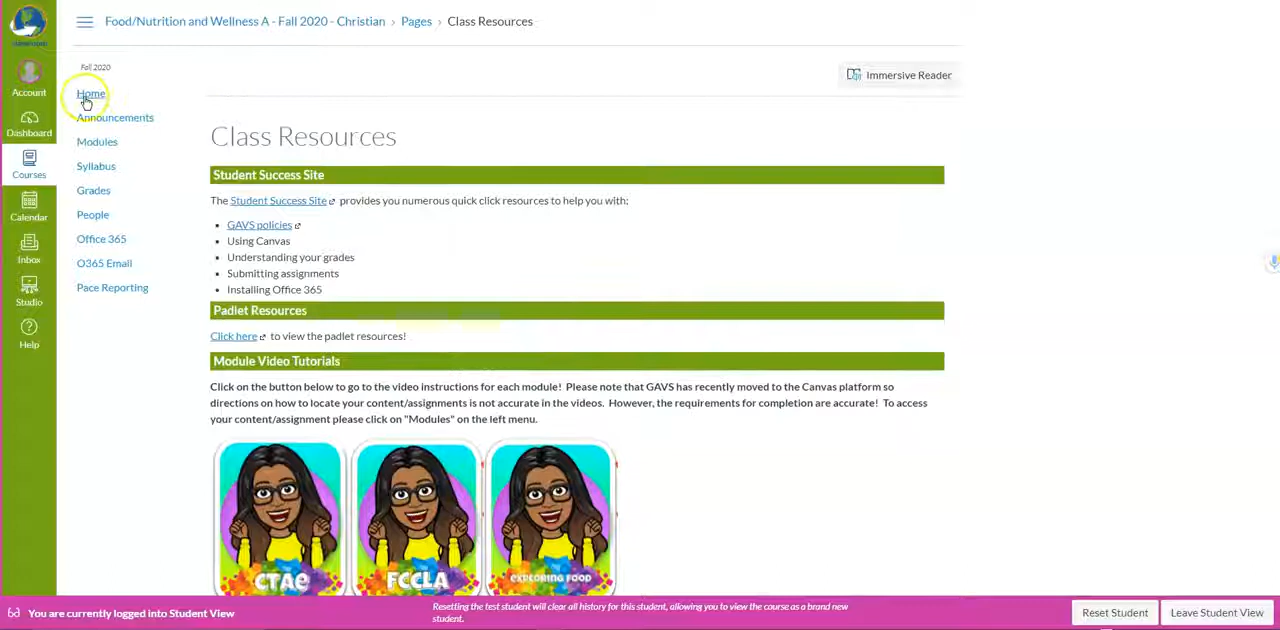 Food/Nutrition and Wellness A - Fall 2020 - Christian › Pages › Class Resources
Fall 2020
Immersive Reader
Home
Announcements
Modules
Syllabus
Grades
People
Office 365
O365 Email
Pace Reporting
Account
Dashboard
Courses
Calendar
Inbox
Studio
Help
Class Resources
Student Success Site
The Student Success Site provides you numerous quick click resources to help you with:
GAVS policies
Using Canvas
Understanding your grades
Submitting assignments
Installing Office 365
Padlet Resources
Click here to view the padlet resources!
Module Video Tutorials
Click on the button below to go to the video instructions for each module! Please note that GAVS has recently moved to the Canvas platform so
directions on how to locate your content/assignments is not accurate in the videos. However, the requirements for completion are accurate! To access
your content/assignment please click on "Modules" on the left menu.
CTAE FCCLA EXPLORING FOOD
You are currently logged into Student View
Resetting the test student will clear all history for this student, allowing you to view the course as a brand new
student.
Reset Student
Leave Student View